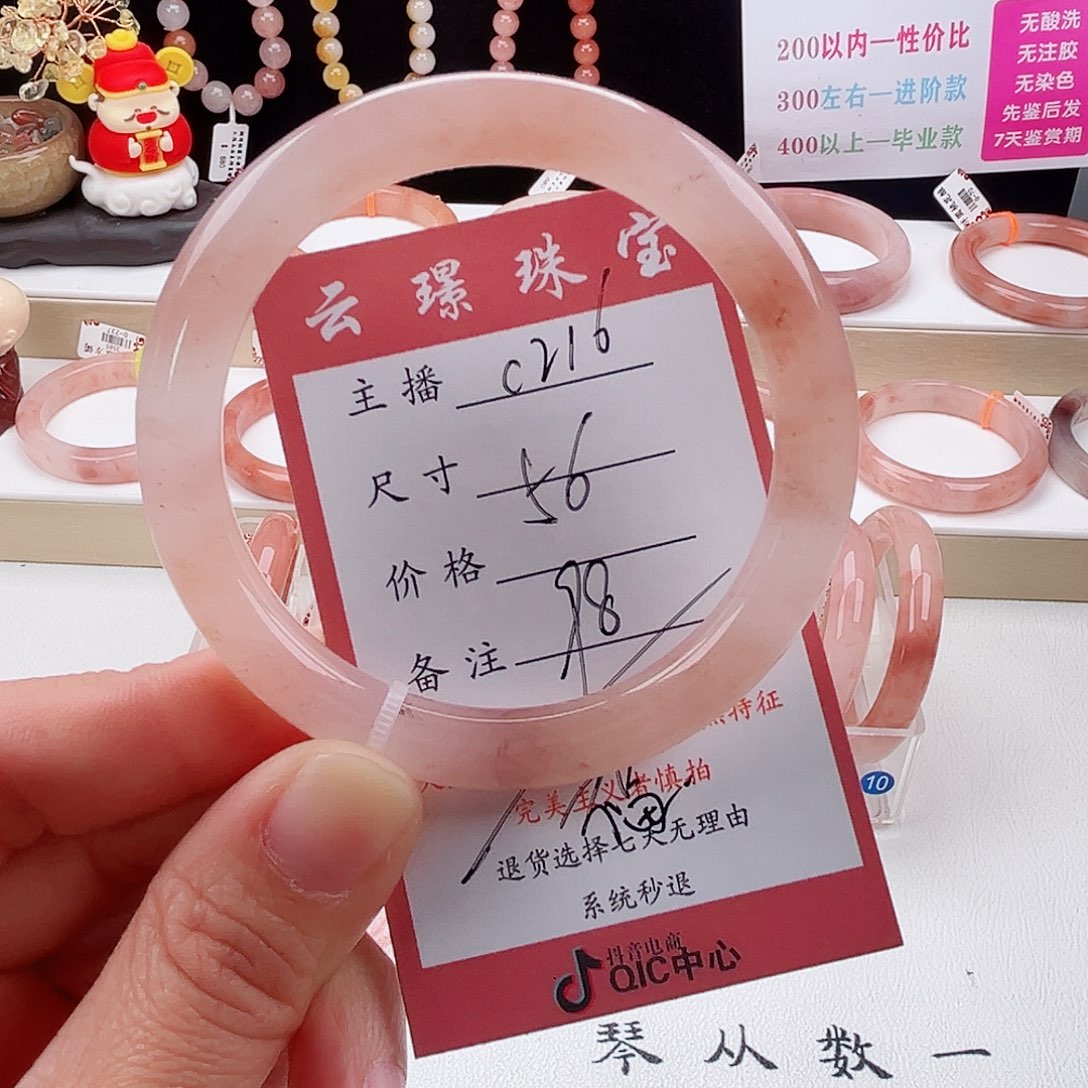 200以内一性价比
300左右一进阶款
400以上一毕业款
无酸洗
无注胶
无染色
先鉴后发
7天鉴赏期
云璟珠宝
主播 C216
尺寸 56
价格 98
备注
特征
完美主义者慎拍
退货选择七天无理由
系统秒退
抖音电商
QIC中心
10
琴从数一